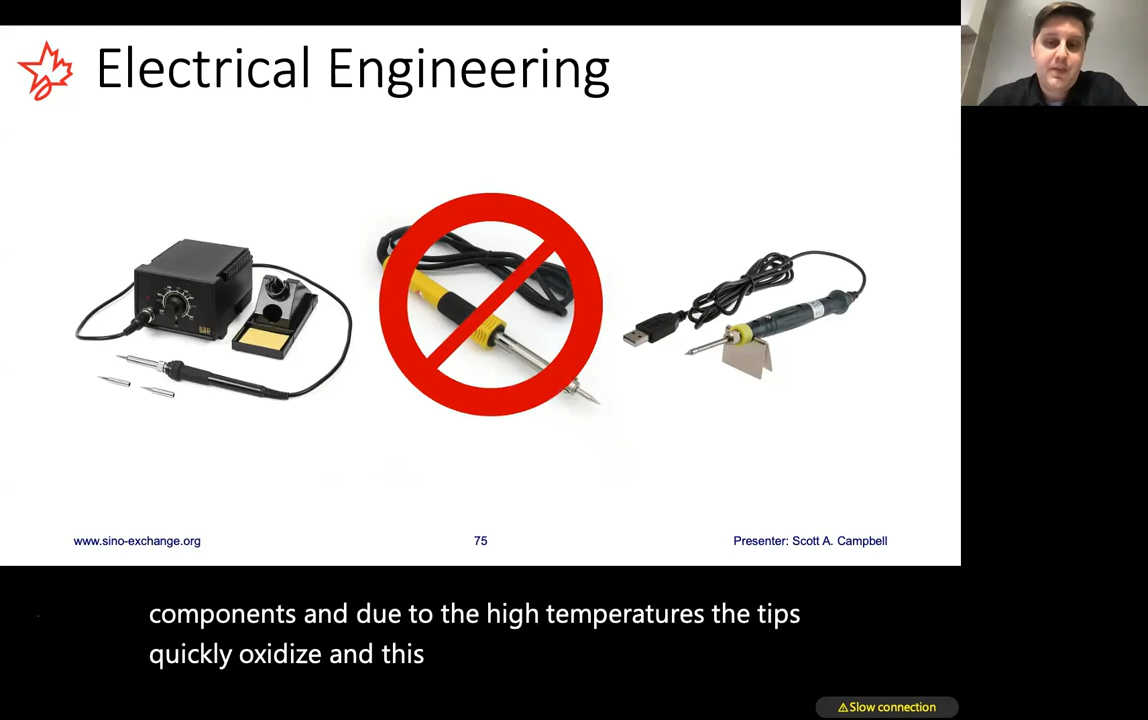 Electrical Engineering
www.sino-exchange.org
75
Presenter: Scott A. Campbell
components and due to the high temperatures the tips
quickly oxidize and this
⚠Slow connection